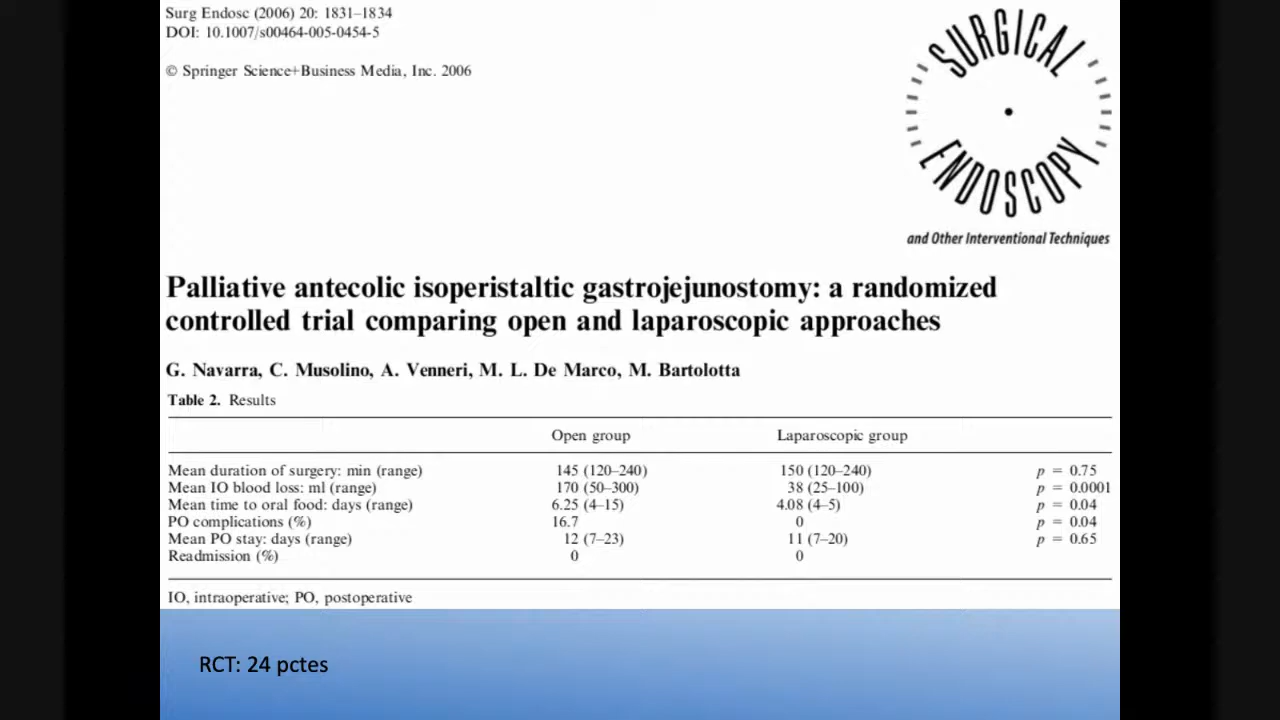 Surg Endosc (2006) 20: 1831–1834
DOI: 10.1007/s00464-005-0454-5
© Springer Science+Business Media, Inc. 2006
SURGICAL
ENDOSCOPY
and Other Interventional Techniques
Palliative antecolic isoperistaltic gastrojejunostomy: a randomized
controlled trial comparing open and laparoscopic approaches
G. Navarra, C. Musolino, A. Venneri, M. L. De Marco, M. Bartolotta
Table 2. Results
Open group Laparoscopic group
Mean duration of surgery: min (range) 145 (120–240) 150 (120–240) p = 0.75
Mean IO blood loss: ml (range) 170 (50–300) 38 (25–100) p = 0.0001
Mean time to oral food: days (range) 6.25 (4–15) 4.08 (4–5) p = 0.04
PO complications (%) 16.7 0 p = 0.04
Mean PO stay: days (range) 12 (7–23) 11 (7–20) p = 0.65
Readmission (%) 0 0
IO, intraoperative; PO, postoperative
RCT: 24 pctes